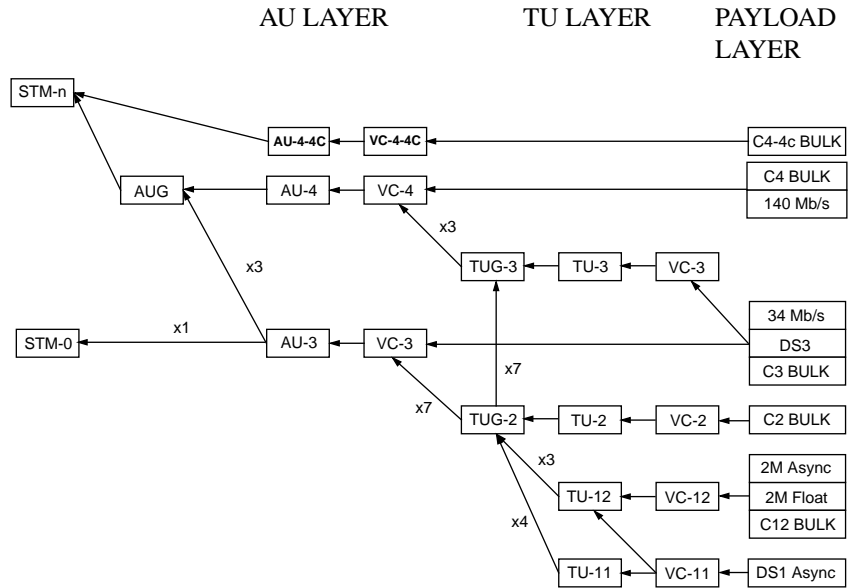 AU LAYER TU LAYER PAYLOAD
LAYER
STM-n
AU-4-4C VC-4-4C C4-4c BULK
C4 BULK
AUG AU-4 VC-4
140 Mb/s
x3
TUG-3 TU-3 VC-3
x3
34 Mb/s
x1
STM-0 AU-3 VC-3 DS3
C3 BULK
x7
x7
TUG-2 TU-2 VC-2 C2 BULK
x3
2M Async
TU-12 VC-12 2M Float
x4
C12 BULK
TU-11 VC-11 DS1 Async